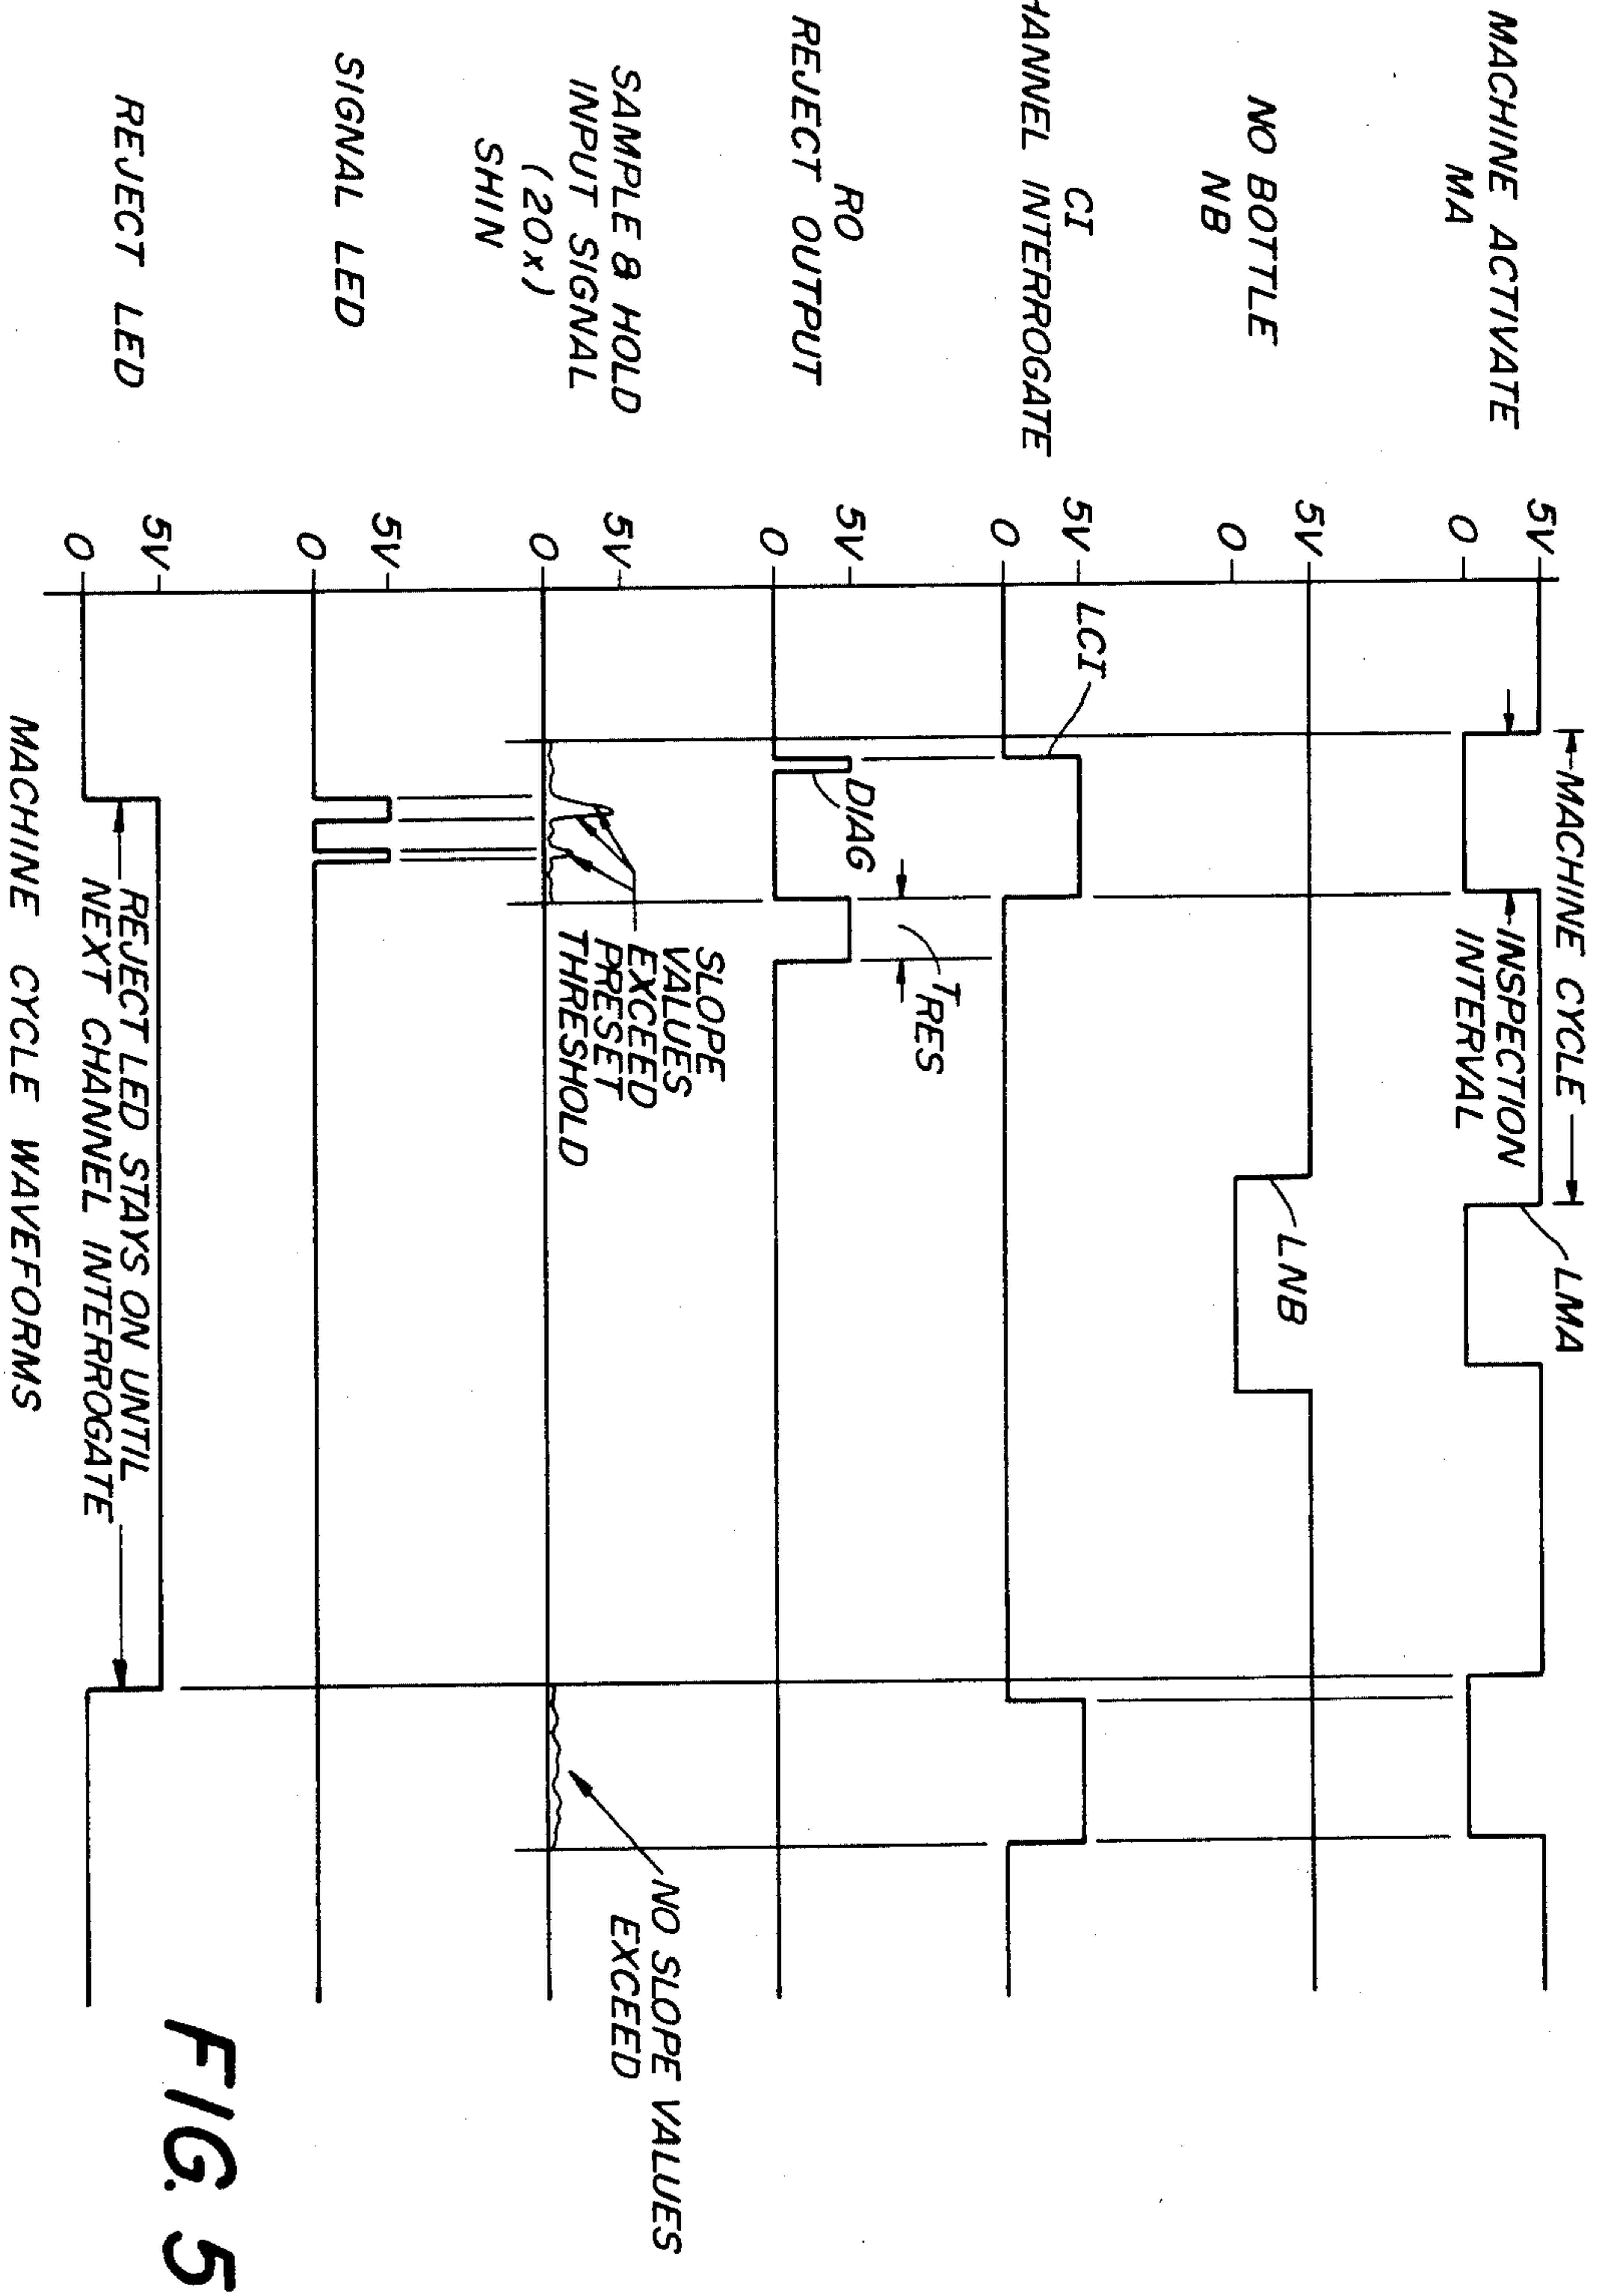 MACHINE ACTIVATE
MA
5V
0
MACHINE CYCLE
INSPECTION
INTERVAL
LMA
NO BOTTLE
NB
5V
0
LNB
CI
HANNEL INTERROGATE
5V
0
LCI
RO
REJECT OUTPUT
5V
0
DIAG
TRES
SAMPLE & HOLD
INPUT SIGNAL
(20x)
SHIN
5V
0
SLOPE
VALUES
EXCEED
PRESET
THRESHOLD
NO SLOPE VALUES
EXCEED
SIGNAL LED
5V
0
REJECT LED
5V
0
REJECT LED STAYS ON UNTIL
NEXT CHANNEL INTERROGATE
MACHINE CYCLE WAVEFORMS
FIG. 5